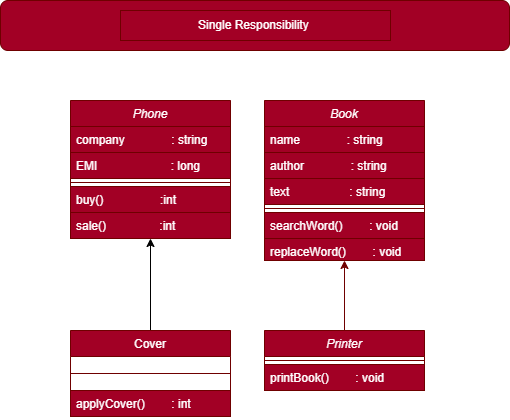 Single Responsibility
Phone
company : string
EMI : long
buy() :int
sale() :int
Book
name : string
author : string
text : string
searchWord() : void
replaceWord() : void
Cover
applyCover() : int
Printer
printBook() : void